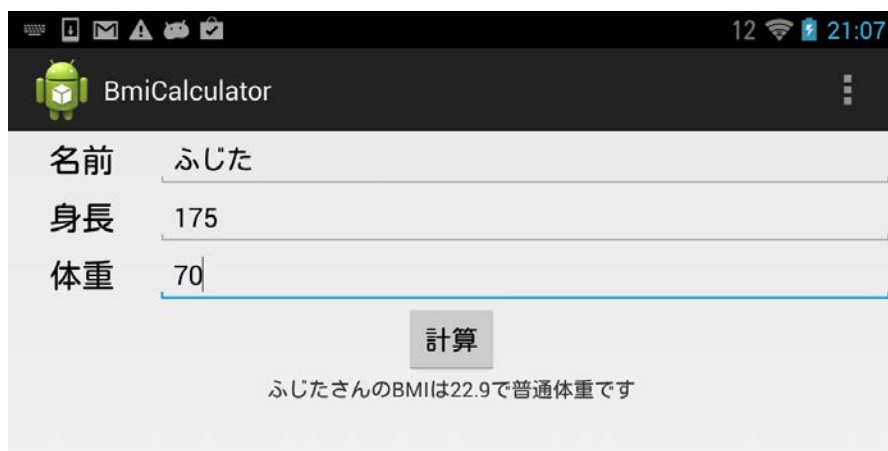 12 21:07
BmiCalculator
名前 ふじた
身長 175
体重 70
計算
ふじたさんのBMIは22.9で普通体重です